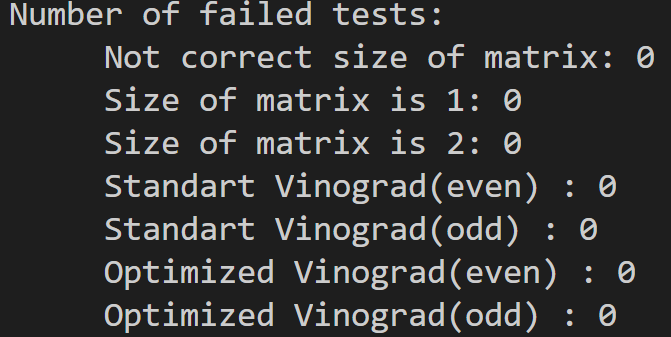 Number of failed tests:
Not correct size of matrix: 0
Size of matrix is 1: 0
Size of matrix is 2: 0
Standart Vinograd(even) : 0
Standart Vinograd(odd) : 0
Optimized Vinograd(even) : 0
Optimized Vinograd(odd) : 0